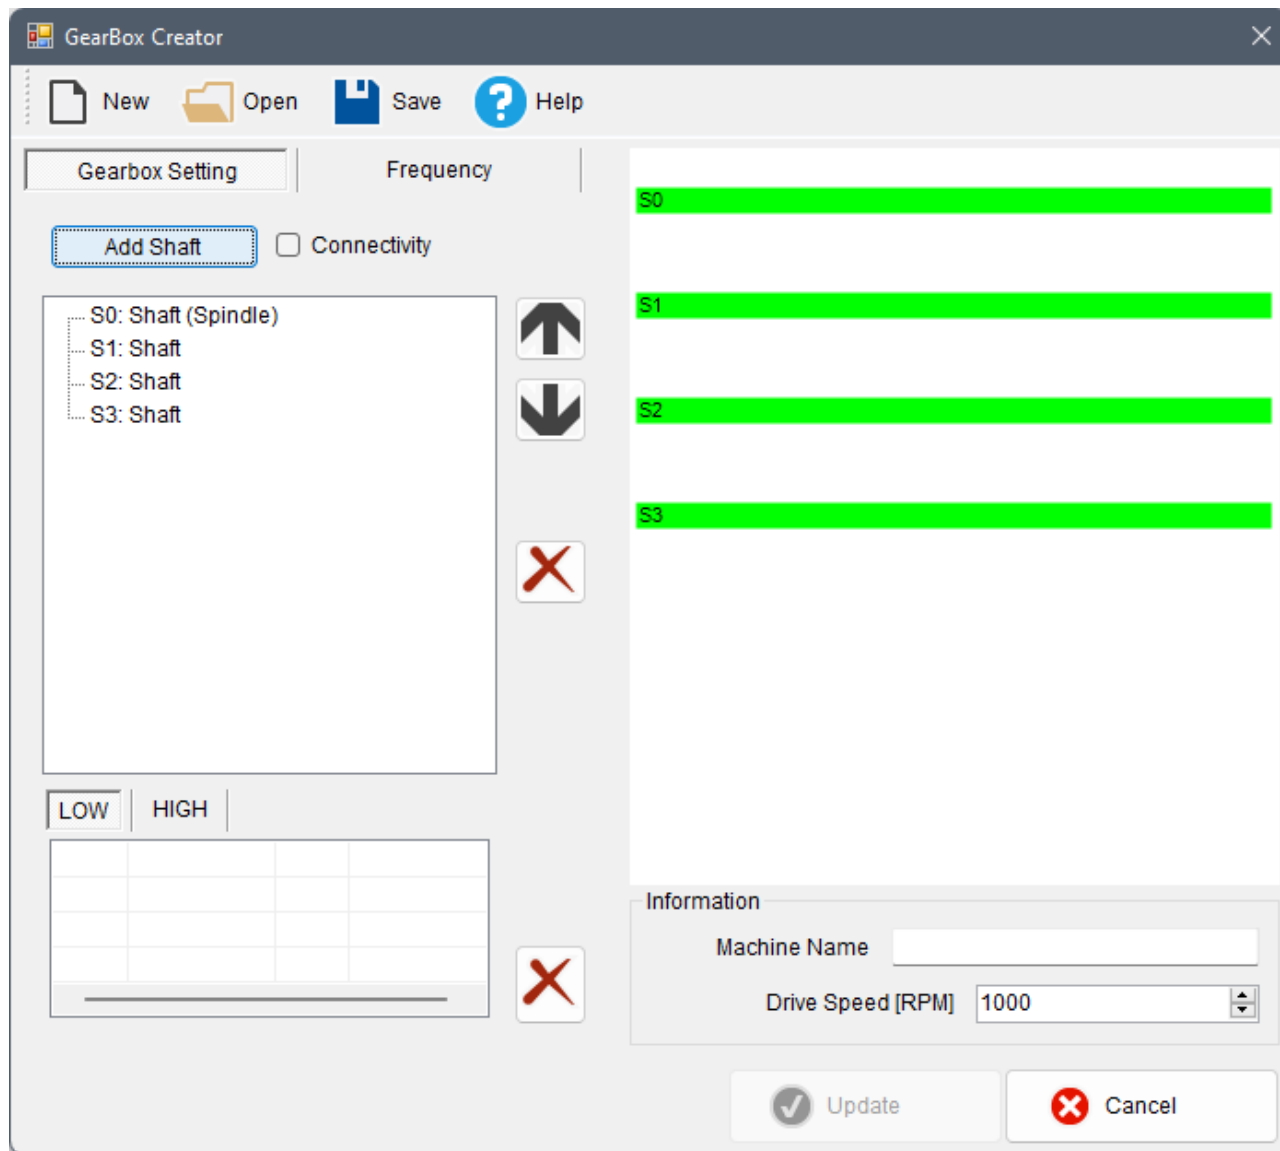 GearBox Creator
New Open Save Help
Gearbox Setting Frequency
Add Shaft Connectivity
S0: Shaft (Spindle)
S1: Shaft
S2: Shaft
S3: Shaft
LOW HIGH
S0
S1
S2
S3
Information
Machine Name
Drive Speed [RPM] 1000
Update Cancel